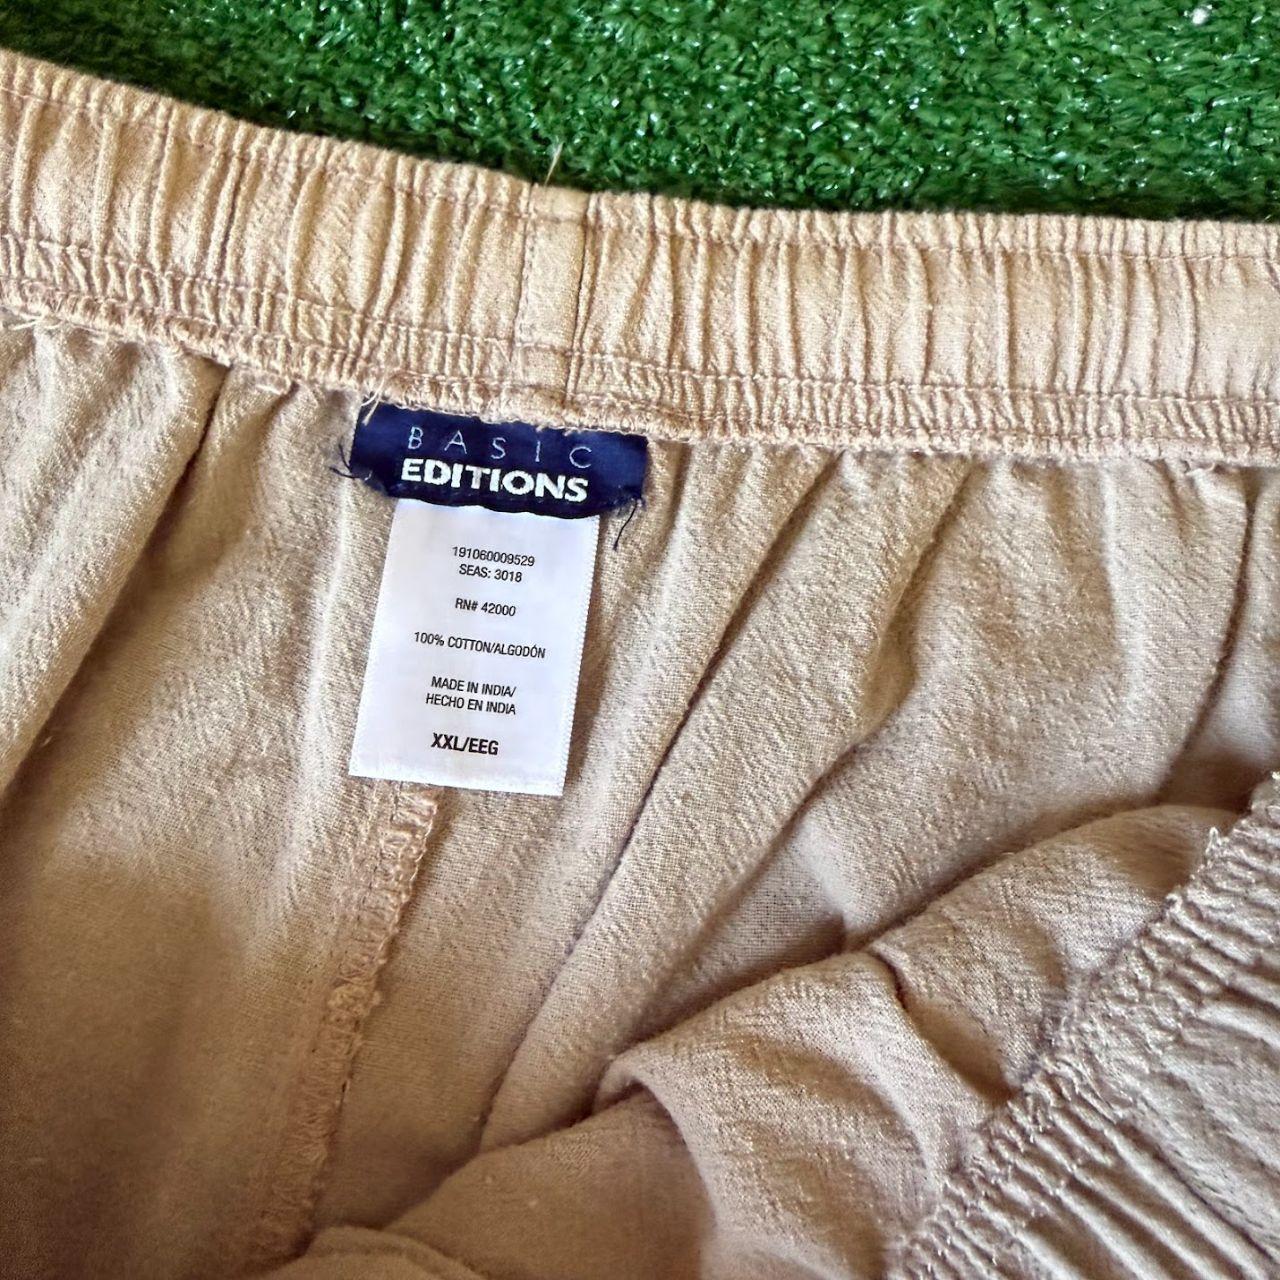 BASIC
EDITIONS
191060009529
SEAS: 3018
RN# 42000
100% COTTON/ALGODÓN
MADE IN INDIA/
HECHO EN INDIA
XXL/EEG